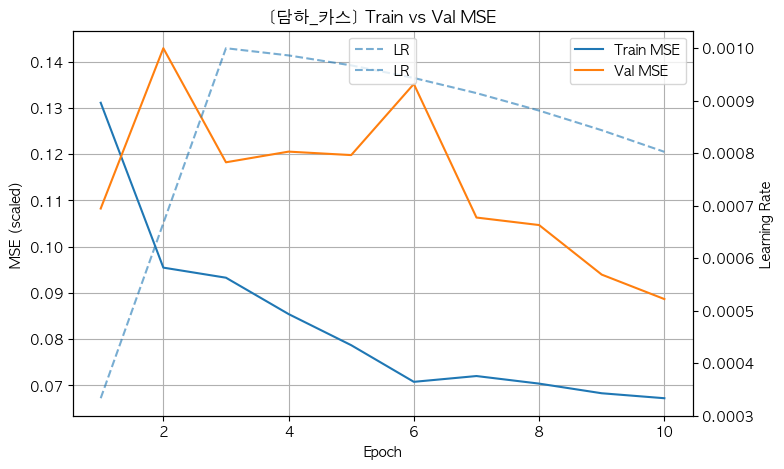 [담하_카스] Train vs Val MSE
MSE (scaled)
0.14
0.13
0.12
0.11
0.10
0.09
0.08
0.07
LR
LR
Train MSE
Val MSE
0.0010
0.0009
0.0008
0.0007
0.0006
0.0005
0.0004
0.0003
Learning Rate
2
4
6
8
10
Epoch